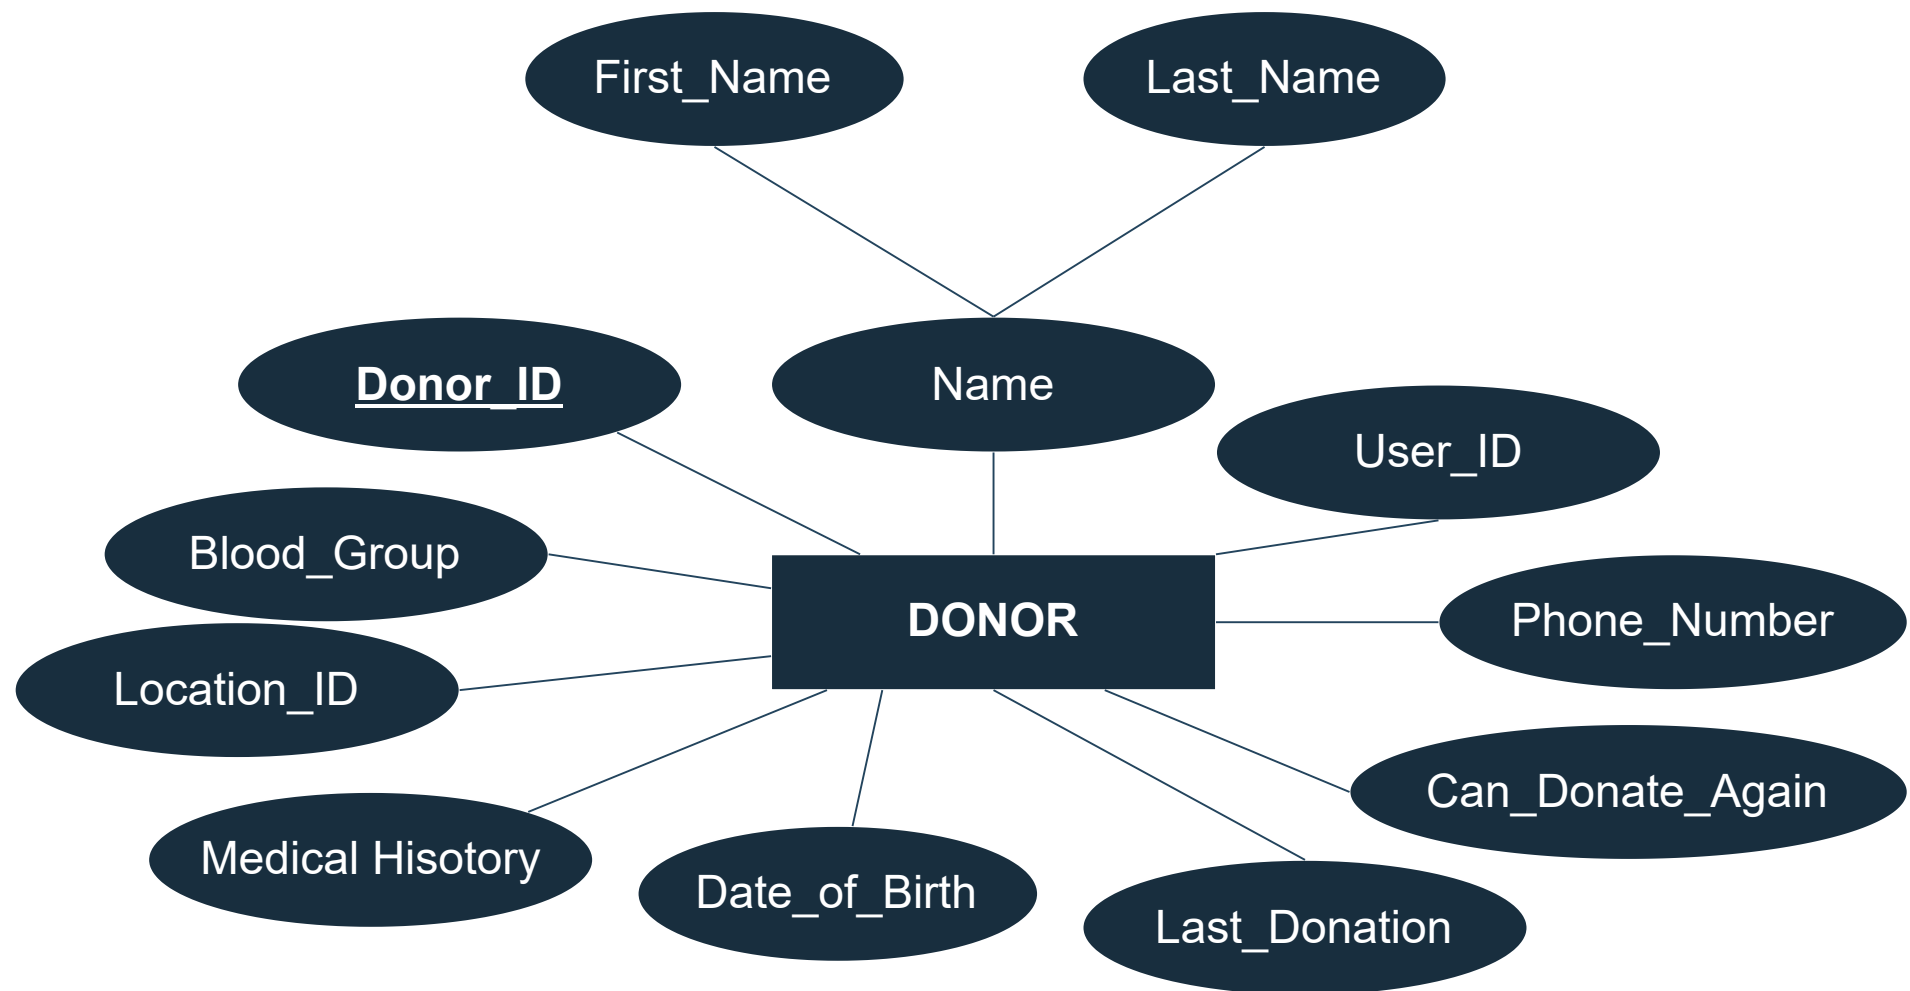 First_Name
Last_Name
Donor_ID
Name
User_ID
Blood_Group
DONOR
Phone_Number
Location_ID
Can_Donate_Again
Medical Hisotory
Date_of_Birth
Last_Donation